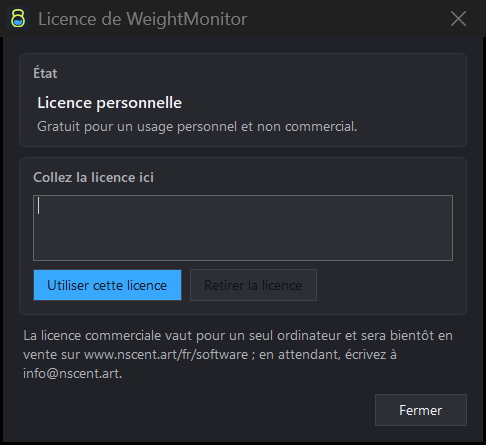 Licence de WeightMonitor
État
Licence personnelle
Gratuit pour un usage personnel et non commercial.
Collez la licence ici
Utiliser cette licence
Retirer la licence
La licence commerciale vaut pour un seul ordinateur et sera bientôt en
vente sur www.nscent.art/fr/software ; en attendant, écrivez à
info@nscent.art.
Fermer